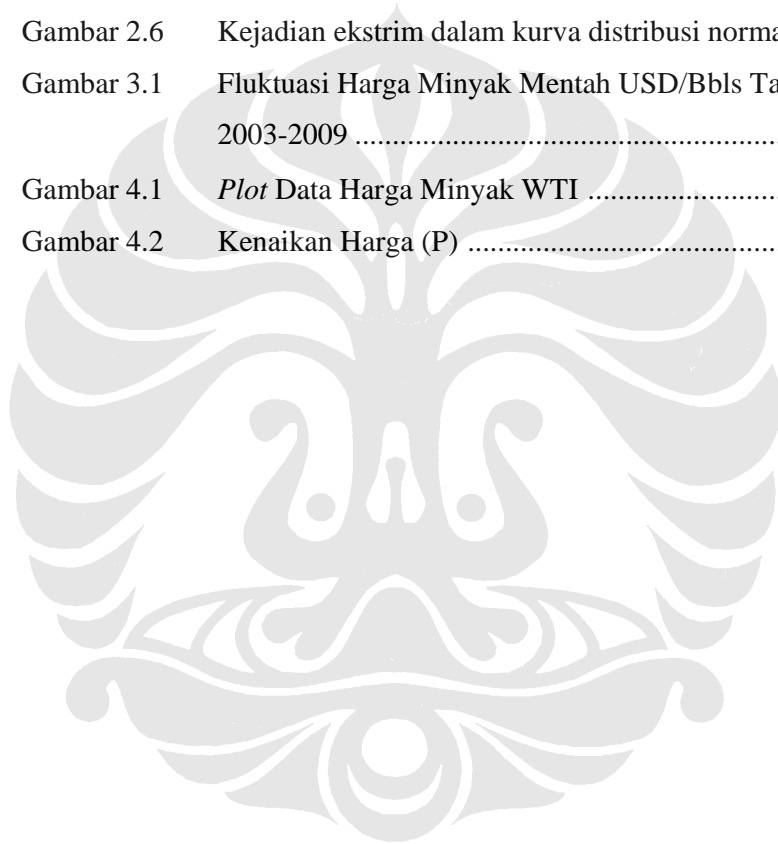 Gambar 2.6 Kejadian ekstrim dalam kurva distribusi norma
Gambar 3.1 Fluktuasi Harga Minyak Mentah USD/Bbls Ta
2003-2009 ........................................................
Gambar 4.1 Plot Data Harga Minyak WTI ..........................
Gambar 4.2 Kenaikan Harga (P) .........................................